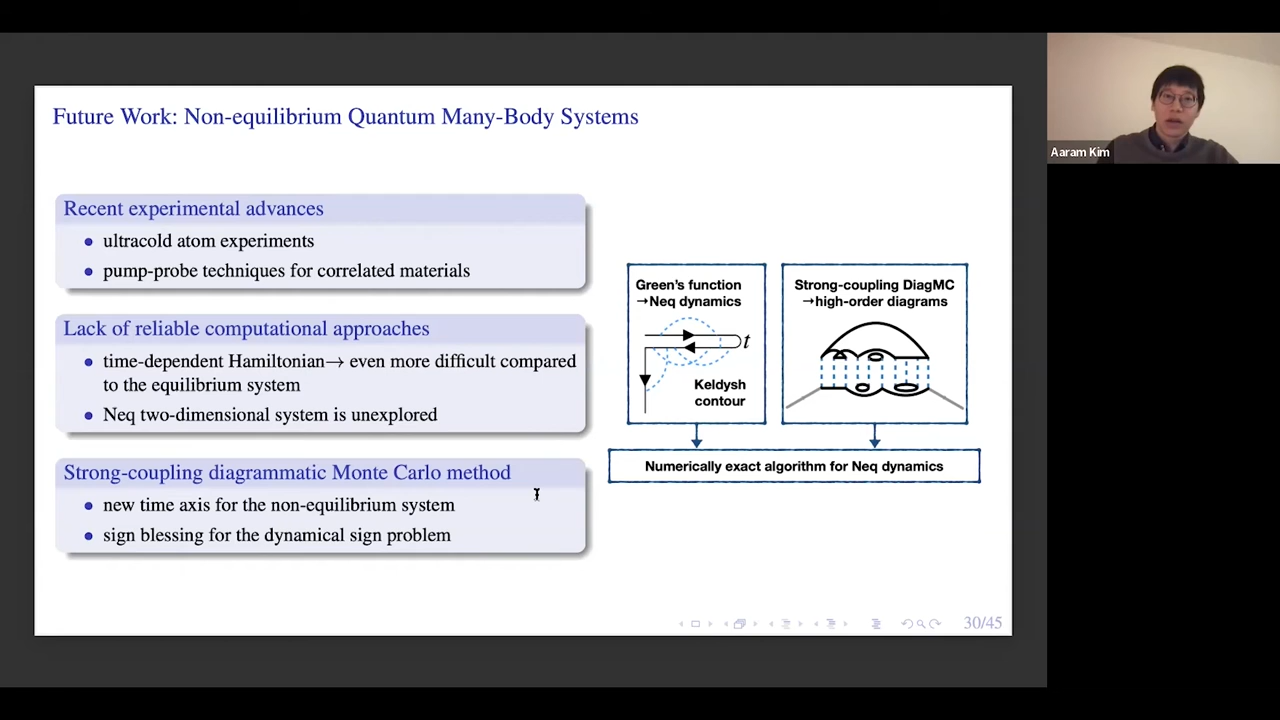 Future Work: Non-equilibrium Quantum Many-Body Systems
Recent experimental advances
ultracold atom experiments
pump-probe techniques for correlated materials
Lack of reliable computational approaches
time-dependent Hamiltonian→ even more difficult compared
to the equilibrium system
Neq two-dimensional system is unexplored
Strong-coupling diagrammatic Monte Carlo method
new time axis for the non-equilibrium system
sign blessing for the dynamical sign problem
Green's function
→Neq dynamics
t
Keldysh
contour
Strong-coupling DiagMC
→high-order diagrams
Numerically exact algorithm for Neq dynamics
30/45
Aaram Kim